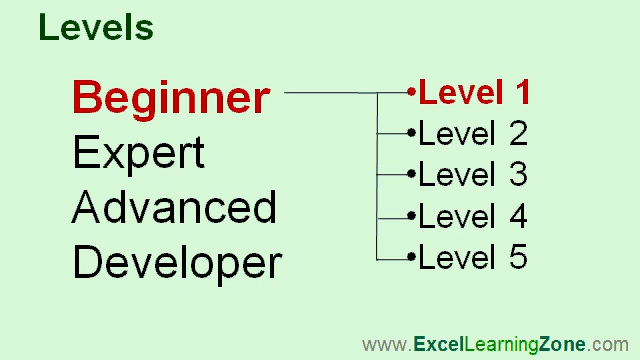 Levels
Beginner
Expert
Advanced
Developer
Level 1
Level 2
Level 3
Level 4
Level 5
www.ExcelLearningZone.com